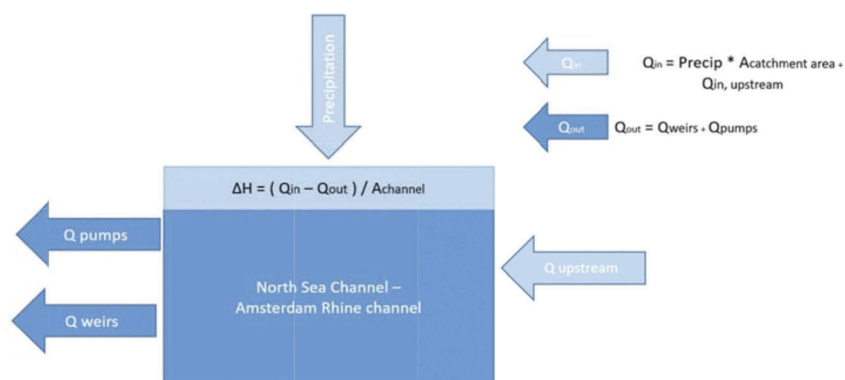 Precipitation
Qin
Qin = Precip * Acatchment area +
Qin, upstream
Qout
Qout = Qweirs + Qpumps
ΔH = ( Qin – Qout ) / Achannel
Q pumps
Q upstream
North Sea Channel –
Amsterdam Rhine channel
Q weirs